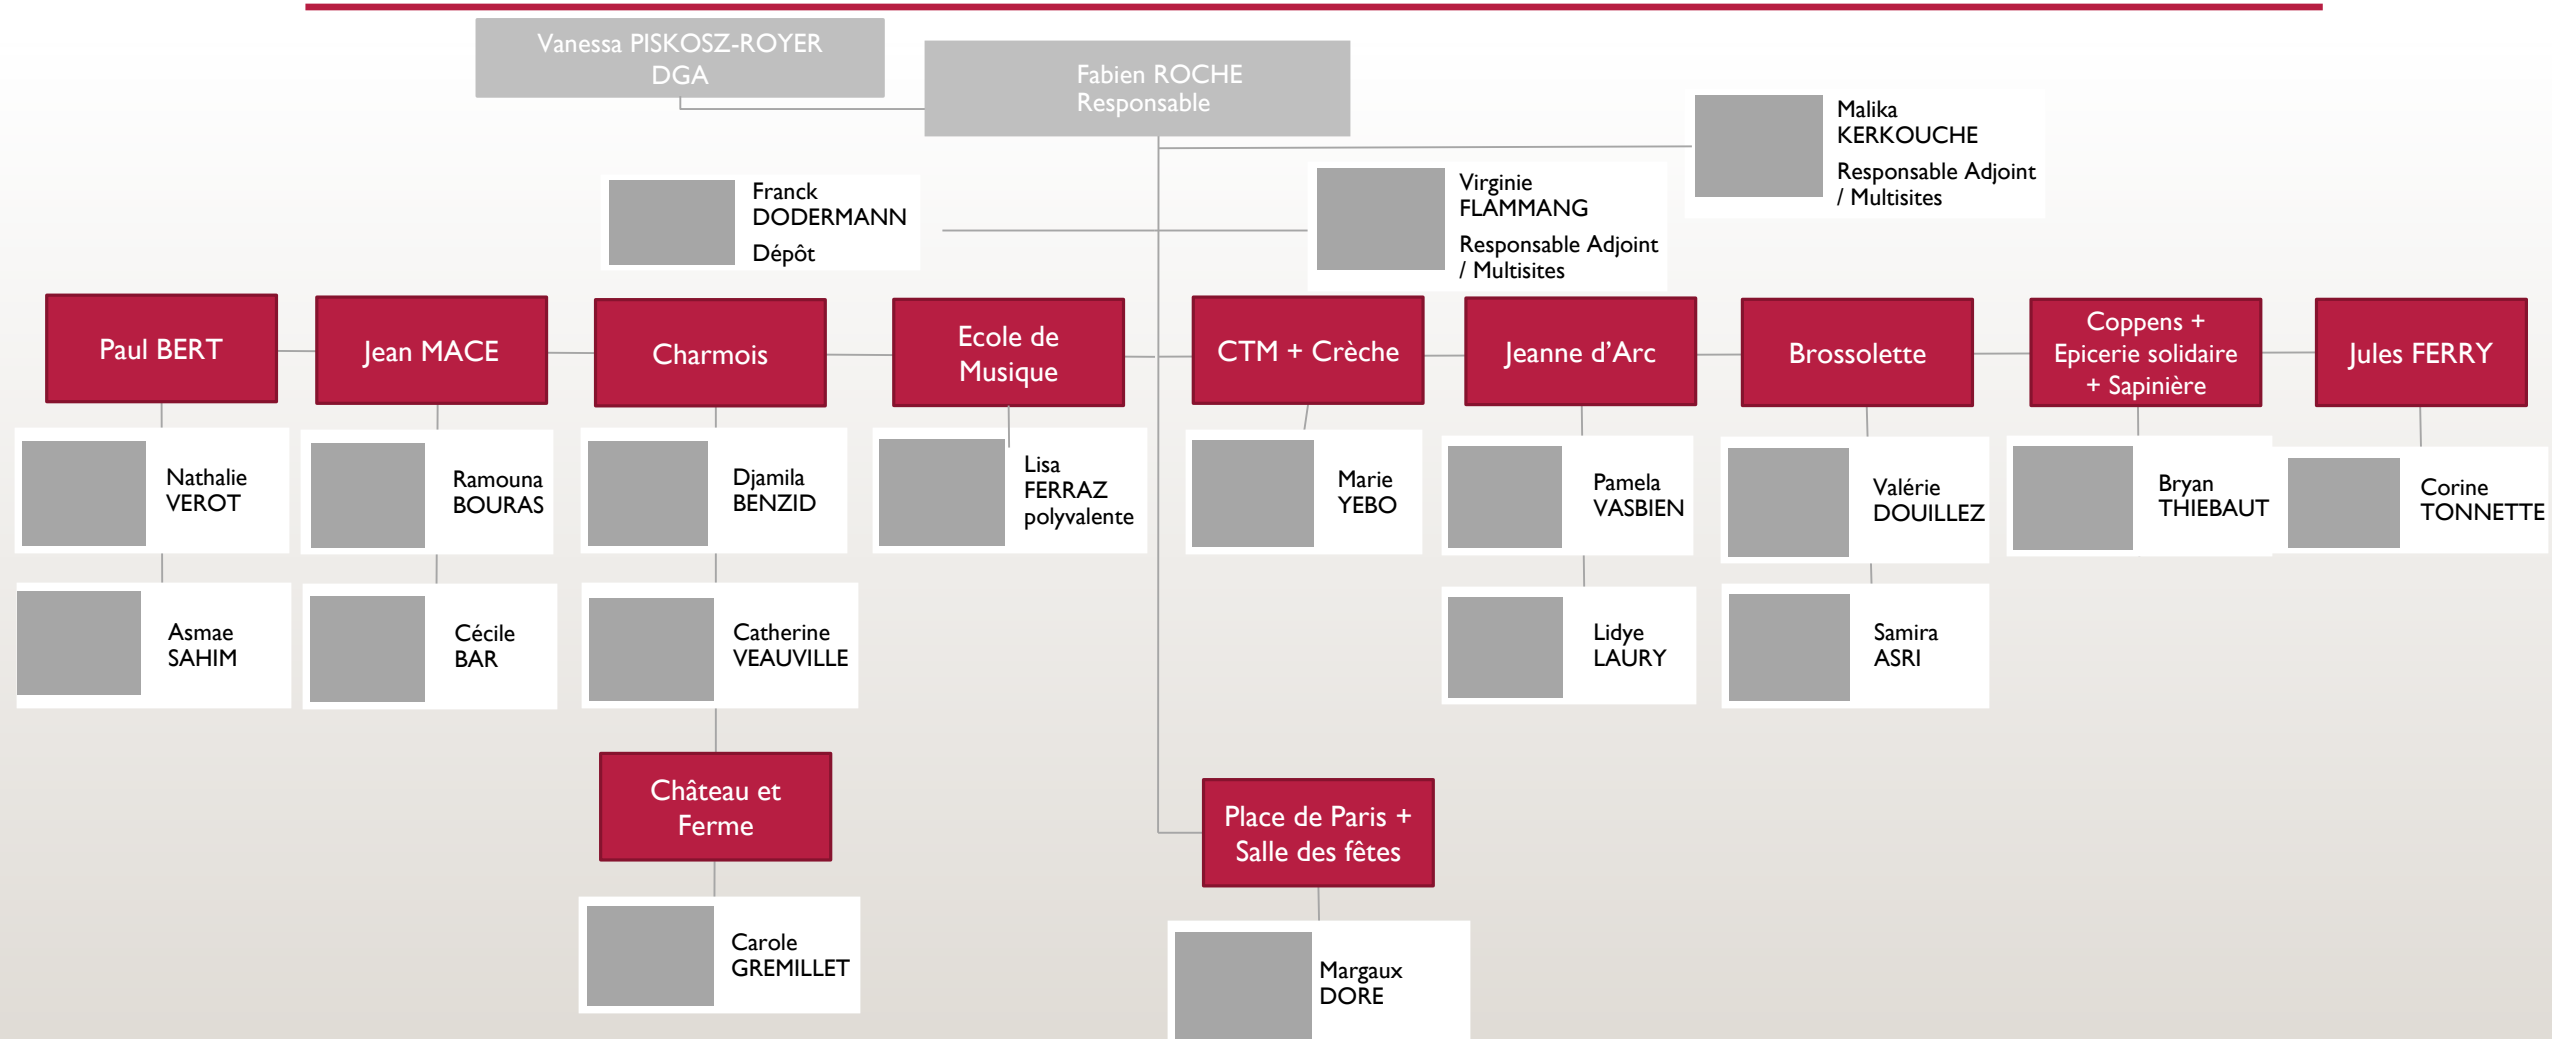 Vanessa PISKOSZ-ROYER
DGA
Fabien ROCHE
Responsable
Malika
KERKOUCHE
Responsable Adjoint
/ Multisites
Franck
DODERMANN
Dépôt
Virginie
FLAMMANG
Responsable Adjoint
/ Multisites
Paul BERT
Jean MACE
Charmois
Ecole de
Musique
CTM + Crèche
Jeanne d’Arc
Brossolette
Coppens +
Epicerie solidaire
+ Sapinière
Jules FERRY
Nathalie
VEROT
Ramouna
BOURAS
Djamila
BENZID
Lisa
FERRAZ
polyvalente
Marie
YEBO
Pamela
VASBIEN
Valérie
DOUILLEZ
Bryan
THIEBAUT
Corine
TONNETTE
Asmae
SAHIM
Cécile
BAR
Catherine
VEAUVILLE
Lidye
LAURY
Samira
ASRI
Château et
Ferme
Place de Paris +
Salle des fêtes
Carole
GREMILLET
Margaux
DORE